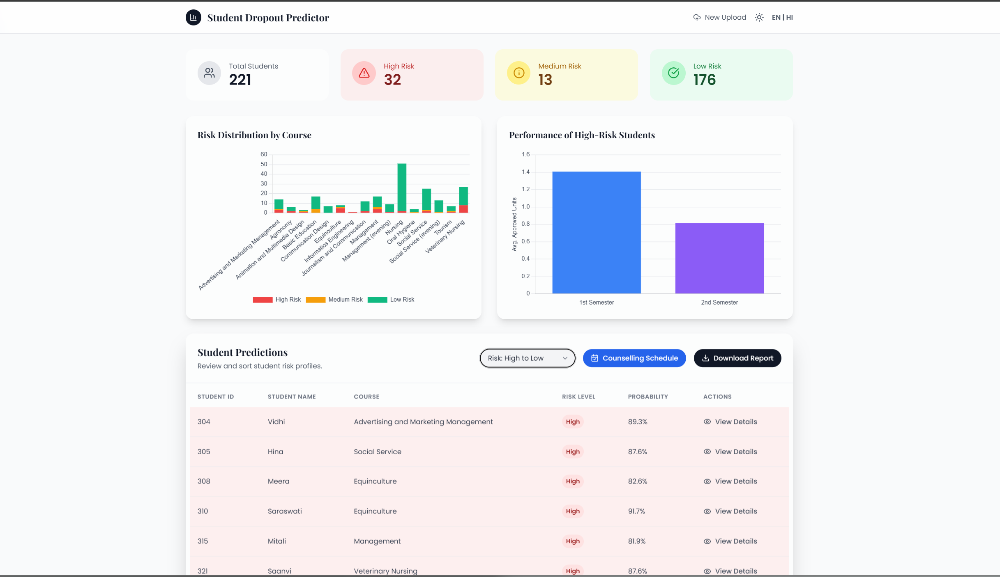 Student Dropout Predictor
New Upload
EN | HI
Total Students
221
High Risk
32
Medium Risk
13
Low Risk
176
Risk Distribution by Course
60
50
40
30
20
10
0
Advertising and Marketing Management
Agronomy
Animation and Multimedia Design
Basic Education
Communication Design
Equinculture
Informatics Engineering
Journalism and Communication
Management
Management (evening)
Nursing
Oral Hygiene
Social Service
Social Service (evening)
Tourism
Veterinary Nursing
High Risk
Medium Risk
Low Risk
Performance of High-Risk Students
Avg. Approved Units
1.6
1.4
1.2
1.0
0.8
0.6
0.4
0.2
0
1st Semester
2nd Semester
Student Predictions
Review and sort student risk profiles.
Risk: High to Low
Counselling Schedule
Download Report
STUDENT ID STUDENT NAME COURSE RISK LEVEL PROBABILITY ACTIONS
304 Vidhi Advertising and Marketing Management High 89.3% View Details
305 Hina Social Service High 87.6% View Details
308 Meera Equinculture High 82.6% View Details
310 Saraswati Equinculture High 91.7% View Details
315 Mitali Management High 81.9% View Details
321 Saanvi Veterinary Nursing High 87.6% View Details